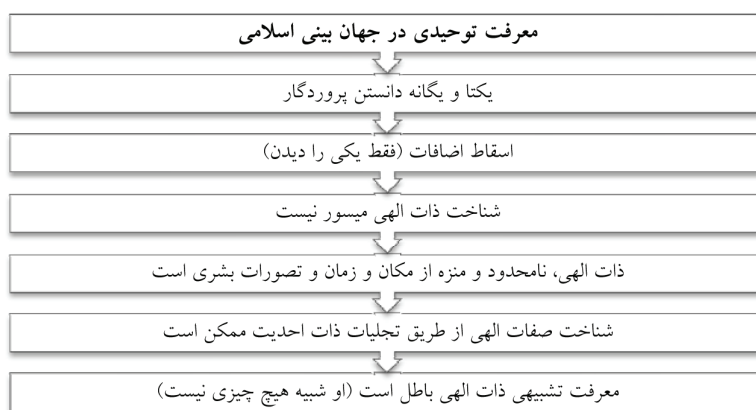 معرفت توحیدی در جهان بینی اسلامی
یکتا و یگانه دانستن پروردگار
اسقاط اضافات (فقط یکی را دیدن)
شناخت ذات الهی میسور نیست
ذات الهی، نامحدود و منزه از مکان و زمان و تصورات بشری است
شناخت صفات الهی از طریق تجلیات ذات احدیت ممکن است
معرفت تشبیهی ذات الهی باطل است (او شبیه هیچ چیزی نیست)